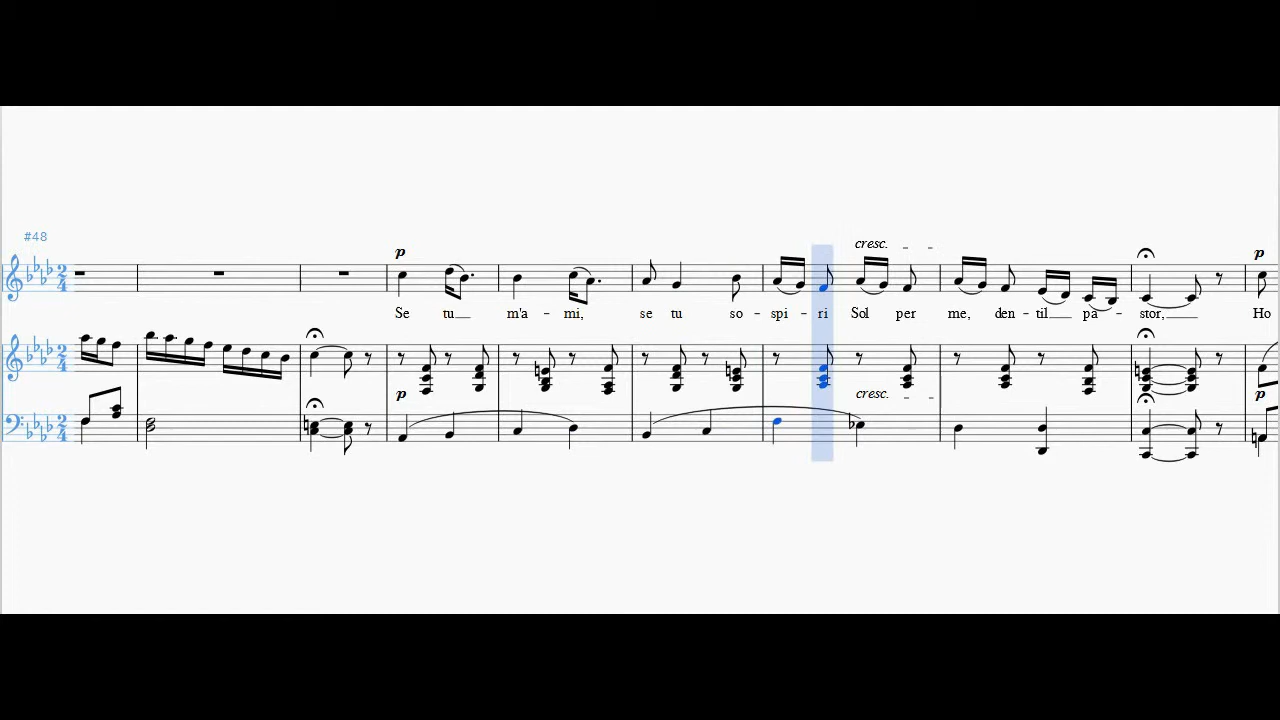 #48
cresc.
p p
Se tu m'a - mi, se tu so - spi - ri Sol per me, den - til pa - stor, Ho
p cresc. p